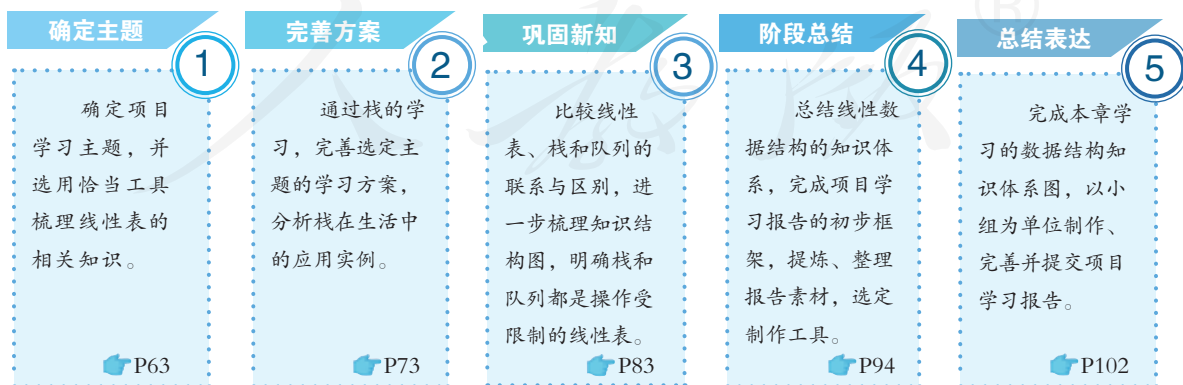 确定主题
1
确定项目
学习主题，并
选用恰当工具
梳理线性表的
相关知识。
P63
完善方案
2
通过栈的学
习，完善选定主
题的学习方案，
分析栈在生活中
的应用实例。
P73
巩固新知
3
比较线性
表、栈和队列的
联系与区别，进
一步梳理知识结
构图，明确栈和
队列都是操作受
限制的线性表。
P83
阶段总结
4
总结线性数
据结构的知识体
系，完成项目学
习报告的初步框
架，提炼、整理
报告素材，选定
制作工具。
P94
总结表达
5
完成本章学
习的数据结构知
识体系图，以小
组为单位制作、
完善并提交项目
学习报告。
P102
人教版
®